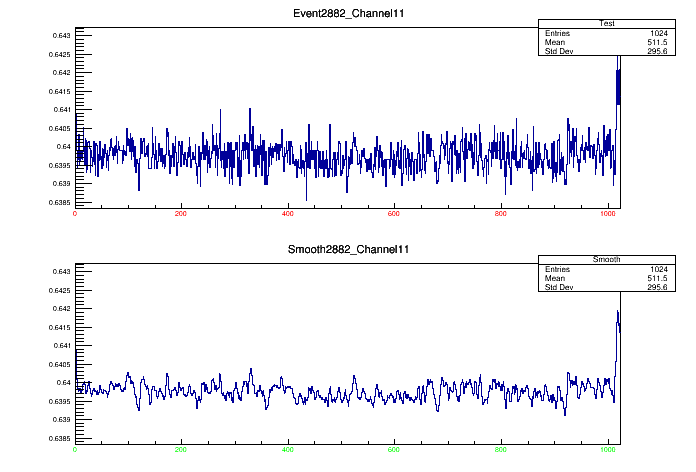 Event2882_Channel11
Test
Entries 1024
Mean 511.5
Std Dev 295.6
0.643
0.6425
0.642
0.6415
0.641
0.6405
0.64
0.6395
0.639
0.6385
0 200 400 600 800 1000
Smooth2882_Channel11
Smooth
Entries 1024
Mean 511.5
Std Dev 295.6
0.643
0.6425
0.642
0.6415
0.641
0.6405
0.64
0.6395
0.639
0.6385
0 200 400 600 800 1000